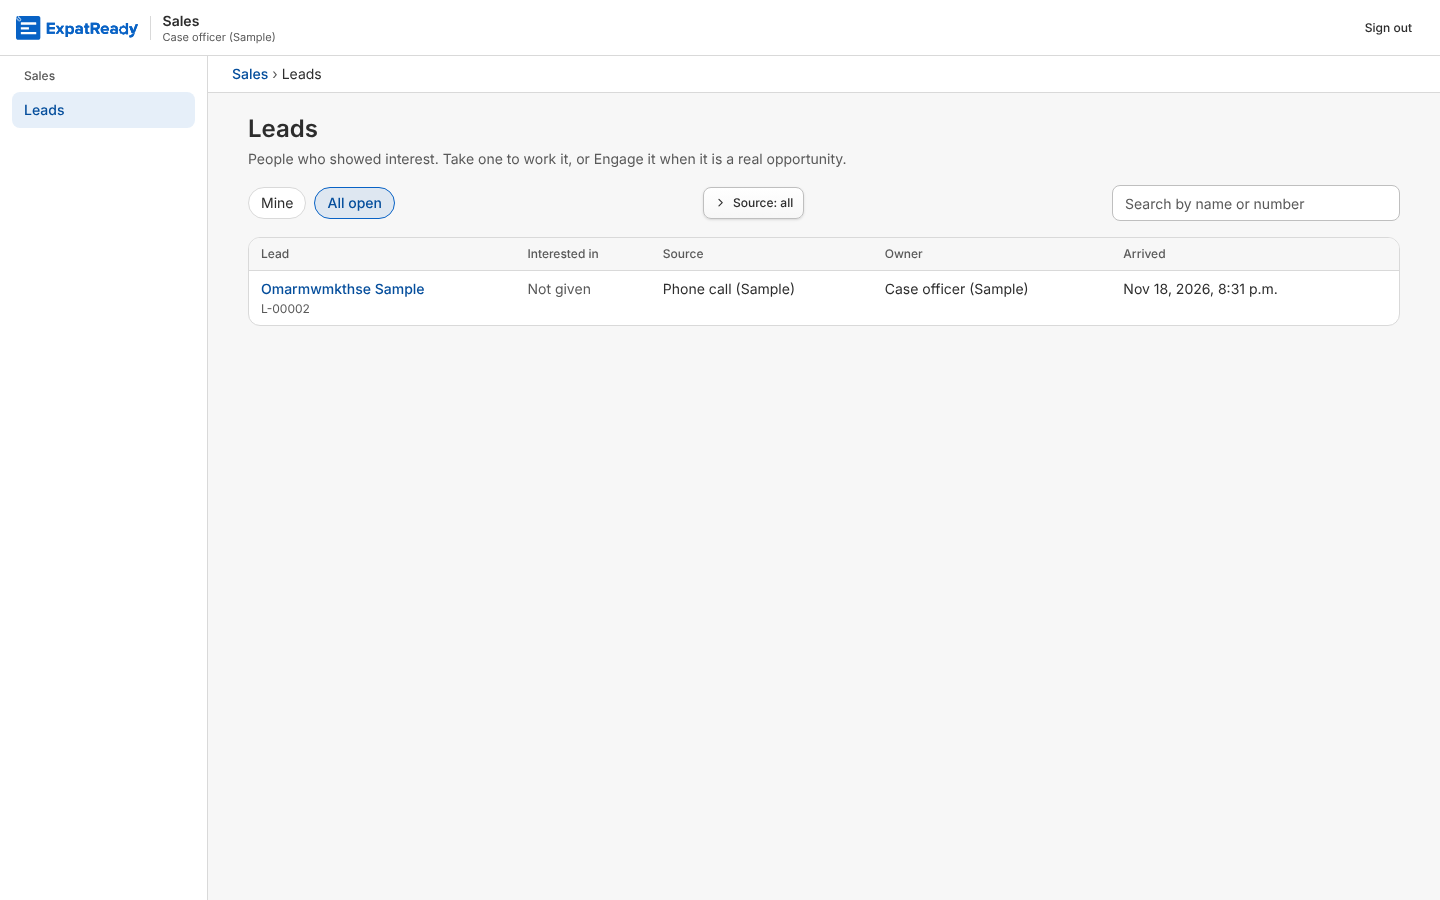 ExpatReady
Sales
Case officer (Sample)
Sign out
Sales
Leads
Sales › Leads
Leads
People who showed interest. Take one to work it, or Engage it when it is a real opportunity.
Mine
All open
Source: all
Search by name or number
Lead Interested in Source Owner Arrived
Omarmwmkthse Sample Not given Phone call (Sample) Case officer (Sample) Nov 18, 2026, 8:31 p.m.
L-00002